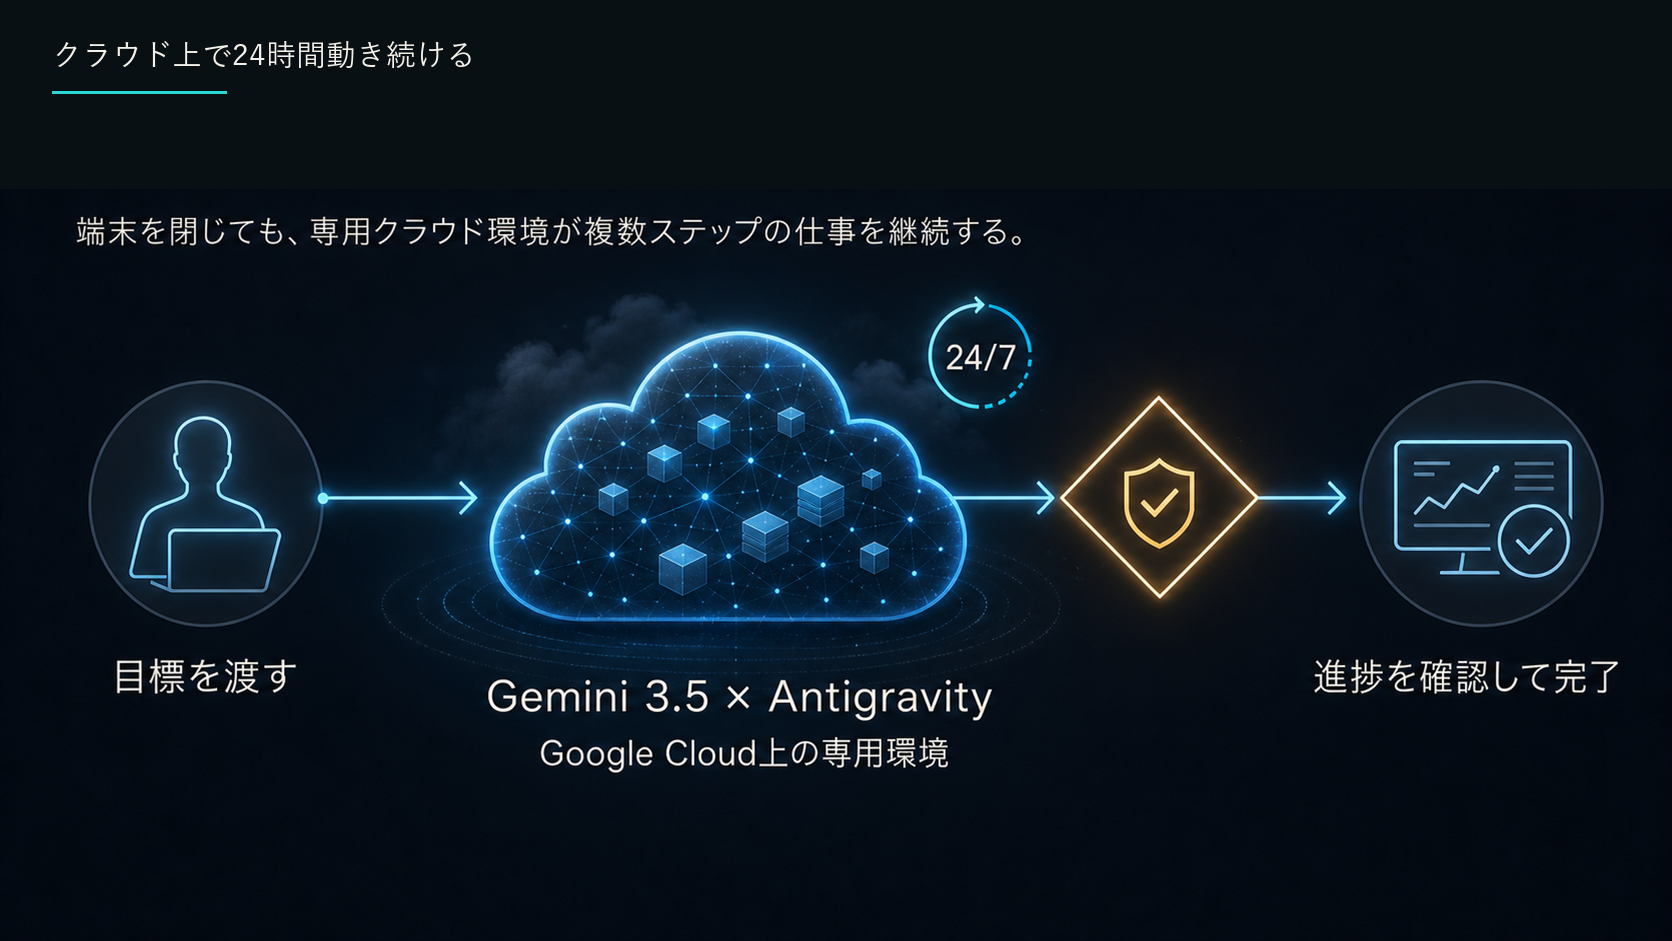 クラウド上で24時間動き続ける
端末を閉じても、専用クラウド環境が複数ステップの仕事を継続する。
24/7
目標を渡す
Gemini 3.5 × Antigravity
Google Cloud上の専用環境
進捗を確認して完了